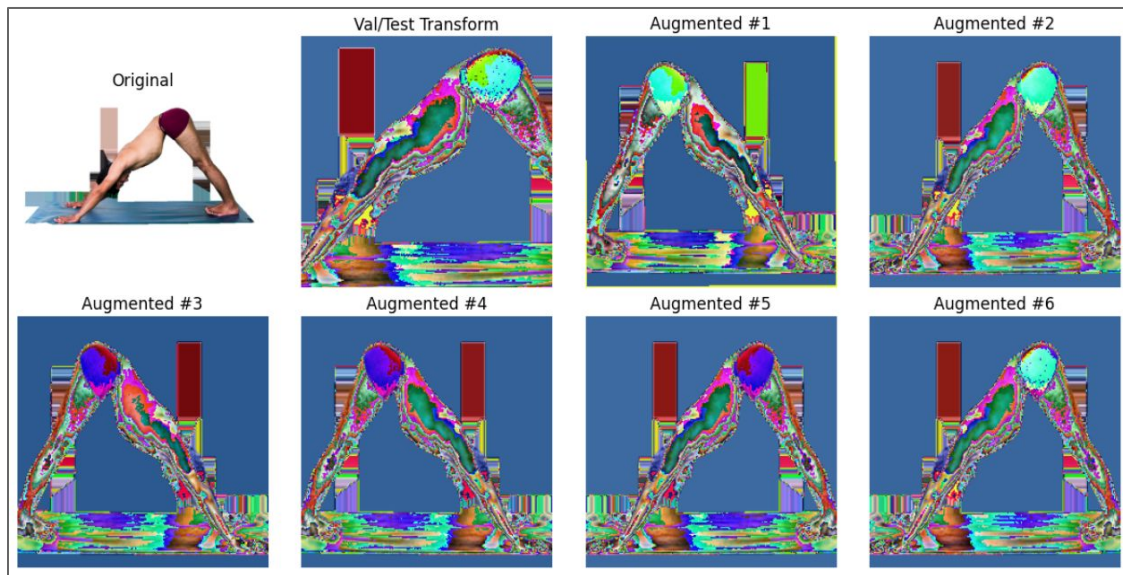 Original
Val/Test Transform
Augmented #1
Augmented #2
Augmented #3
Augmented #4
Augmented #5
Augmented #6